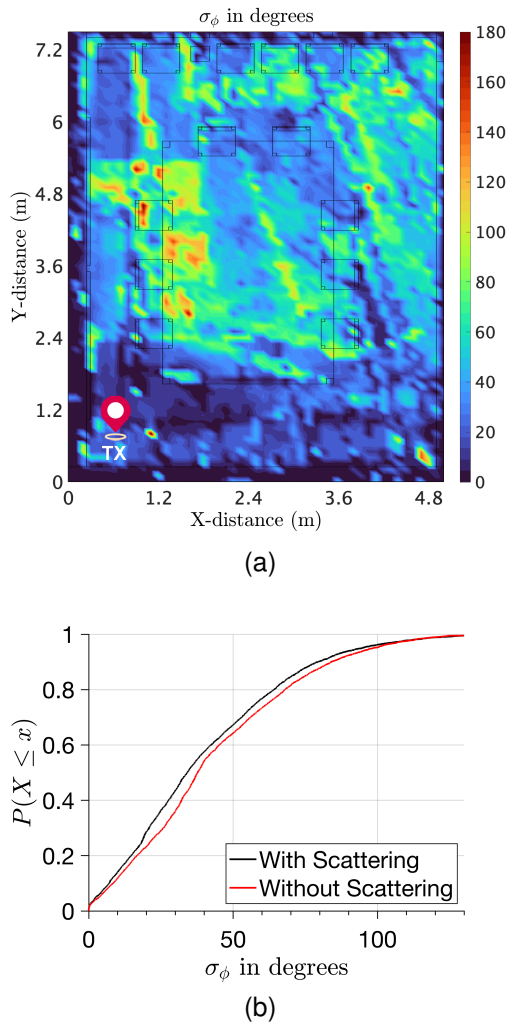 σ_ϕ in degrees
7.2
6
4.8
3.6
2.4
1.2
0
Y-distance (m)
TX
0 1.2 2.4 3.6 4.8
X-distance (m)
180
160
140
120
100
80
60
40
20
0
(a)
1
0.8
0.6
0.4
0.2
0
P(X ≤ x)
With Scattering
Without Scattering
0 50 100
σ_ϕ in degrees
(b)